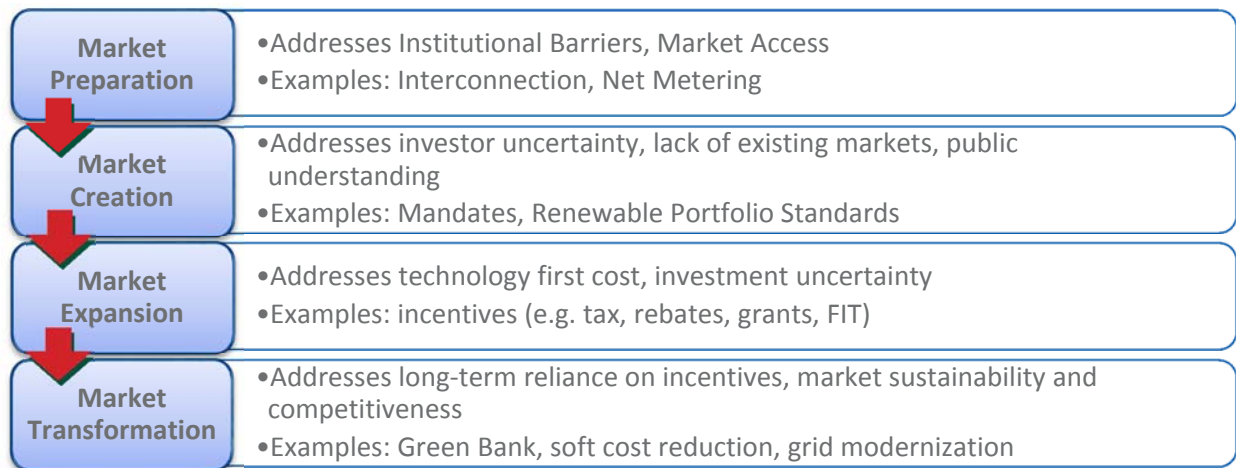 Market
Preparation
•Addresses Institutional Barriers, Market Access
•Examples: Interconnection, Net Metering
Market
Creation
•Addresses investor uncertainty, lack of existing markets, public
understanding
•Examples: Mandates, Renewable Portfolio Standards
Market
Expansion
•Addresses technology first cost, investment uncertainty
•Examples: incentives (e.g. tax, rebates, grants, FIT)
Market
Transformation
•Addresses long-term reliance on incentives, market sustainability and
competitiveness
•Examples: Green Bank, soft cost reduction, grid modernization